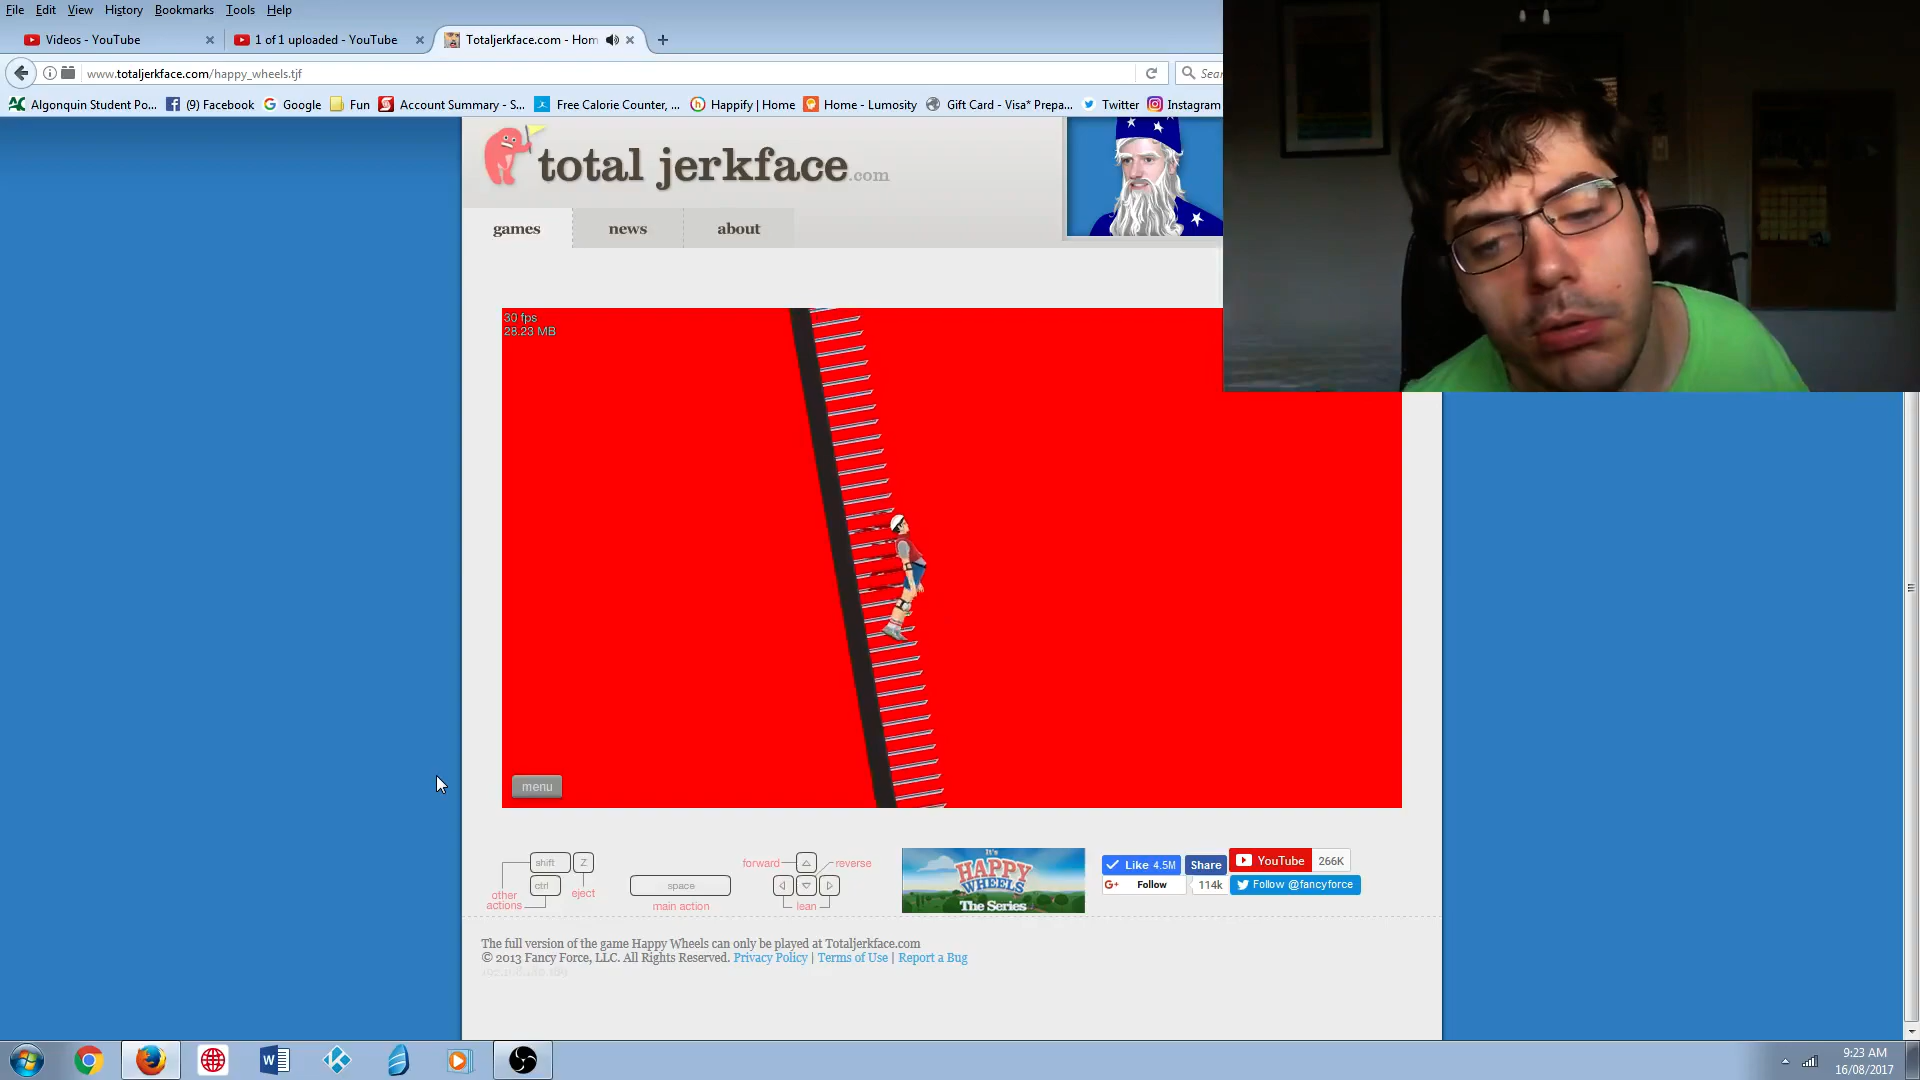 File Edit View History Bookmarks Tools Help
Videos - YouTube
1 of 1 uploaded - YouTube
Totaljerkface.com - Hom
www.totaljerkface.com/happy_wheels.tjf
Sear
Algonquin Student Po... (9) Facebook Google Fun Account Summary - S... Free Calorie Counter, ... Happify | Home Home - Lumosity Gift Card - Visa* Prepa... Twitter Instagram
total jerkface.com
games news about
30 fps
28.23 MB
menu
shift Z
ctrl
other actions
eject
space
main action
forward
reverse
lean
It's
HAPPY
WHEELS
The Series
Like 4.5M Share YouTube 266K
G+ Follow 114k Follow @fancyforce
The full version of the game Happy Wheels can only be played at Totaljerkface.com
© 2013 Fancy Force, LLC. All Rights Reserved. Privacy Policy | Terms of Use | Report a Bug
9:23 AM
16/08/2017